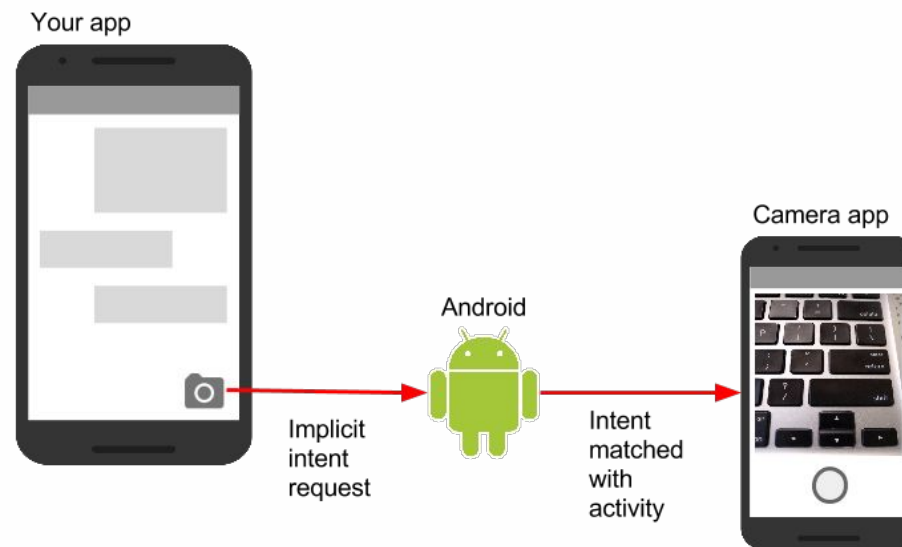 Your app
Camera app
Android
Implicit
intent
request
Intent
matched
with
activity